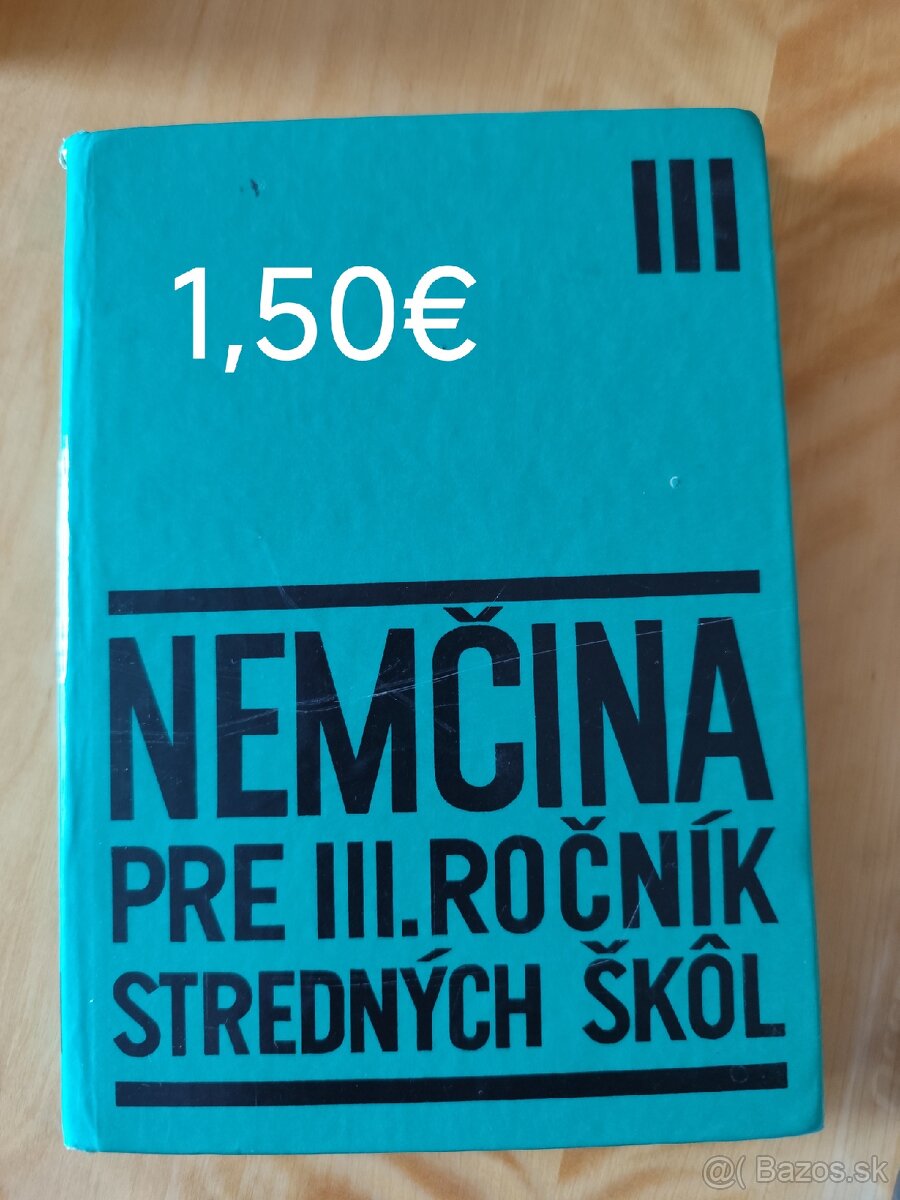 III
1,50€
NEMČINA
PRE III. ROČNÍK
STREDNÝCH ŠKÔL
@( Bazos.sk